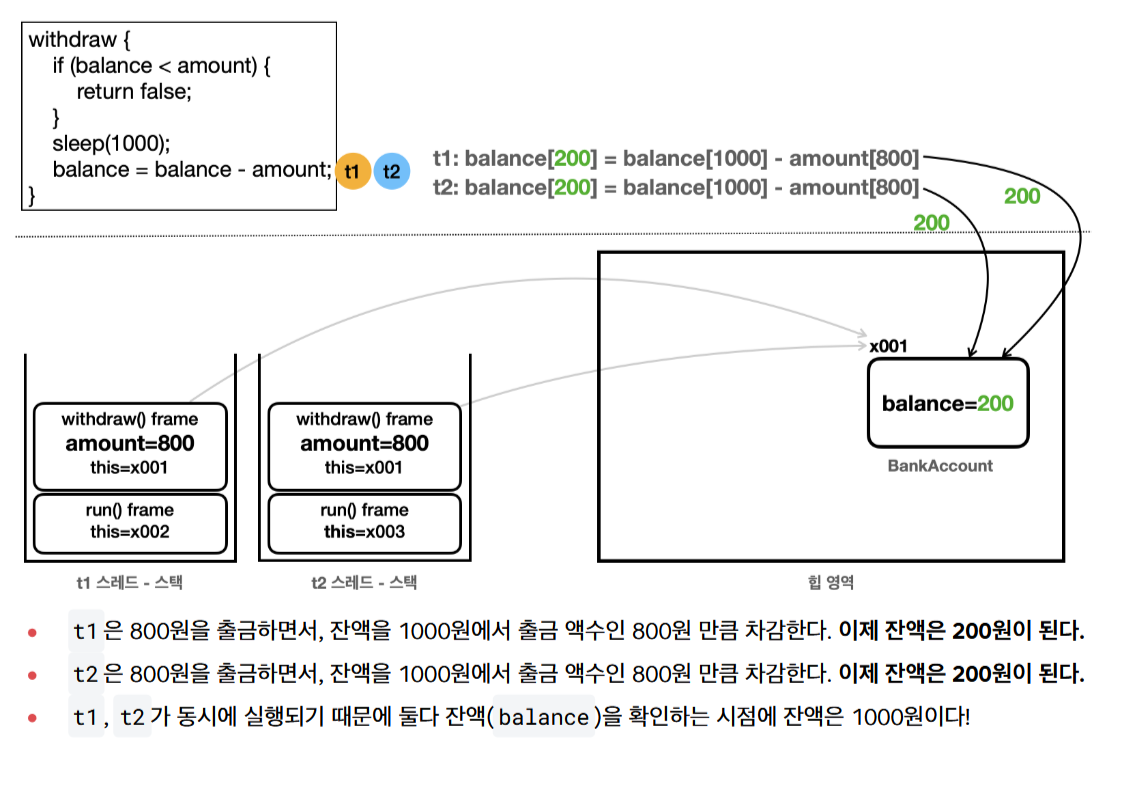 withdraw {
if (balance < amount) {
return false;
}
sleep(1000);
balance = balance - amount;
}
t1 t2
t1: balance[200] = balance[1000] - amount[800]
t2: balance[200] = balance[1000] - amount[800]
200
200
x001
balance=200
BankAccount
withdraw() frame
amount=800
this=x001
run() frame
this=x002
t1 스레드 - 스택
withdraw() frame
amount=800
this=x001
run() frame
this=x003
t2 스레드 - 스택
힙 영역
• t1은 800원을 출금하면서, 잔액을 1000원에서 출금 액수인 800원 만큼 차감한다. 이제 잔액은 200원이 된다.
• t2은 800원을 출금하면서, 잔액을 1000원에서 출금 액수인 800원 만큼 차감한다. 이제 잔액은 200원이 된다.
• t1, t2가 동시에 실행되기 때문에 둘다 잔액(balance)을 확인하는 시점에 잔액은 1000원이다!